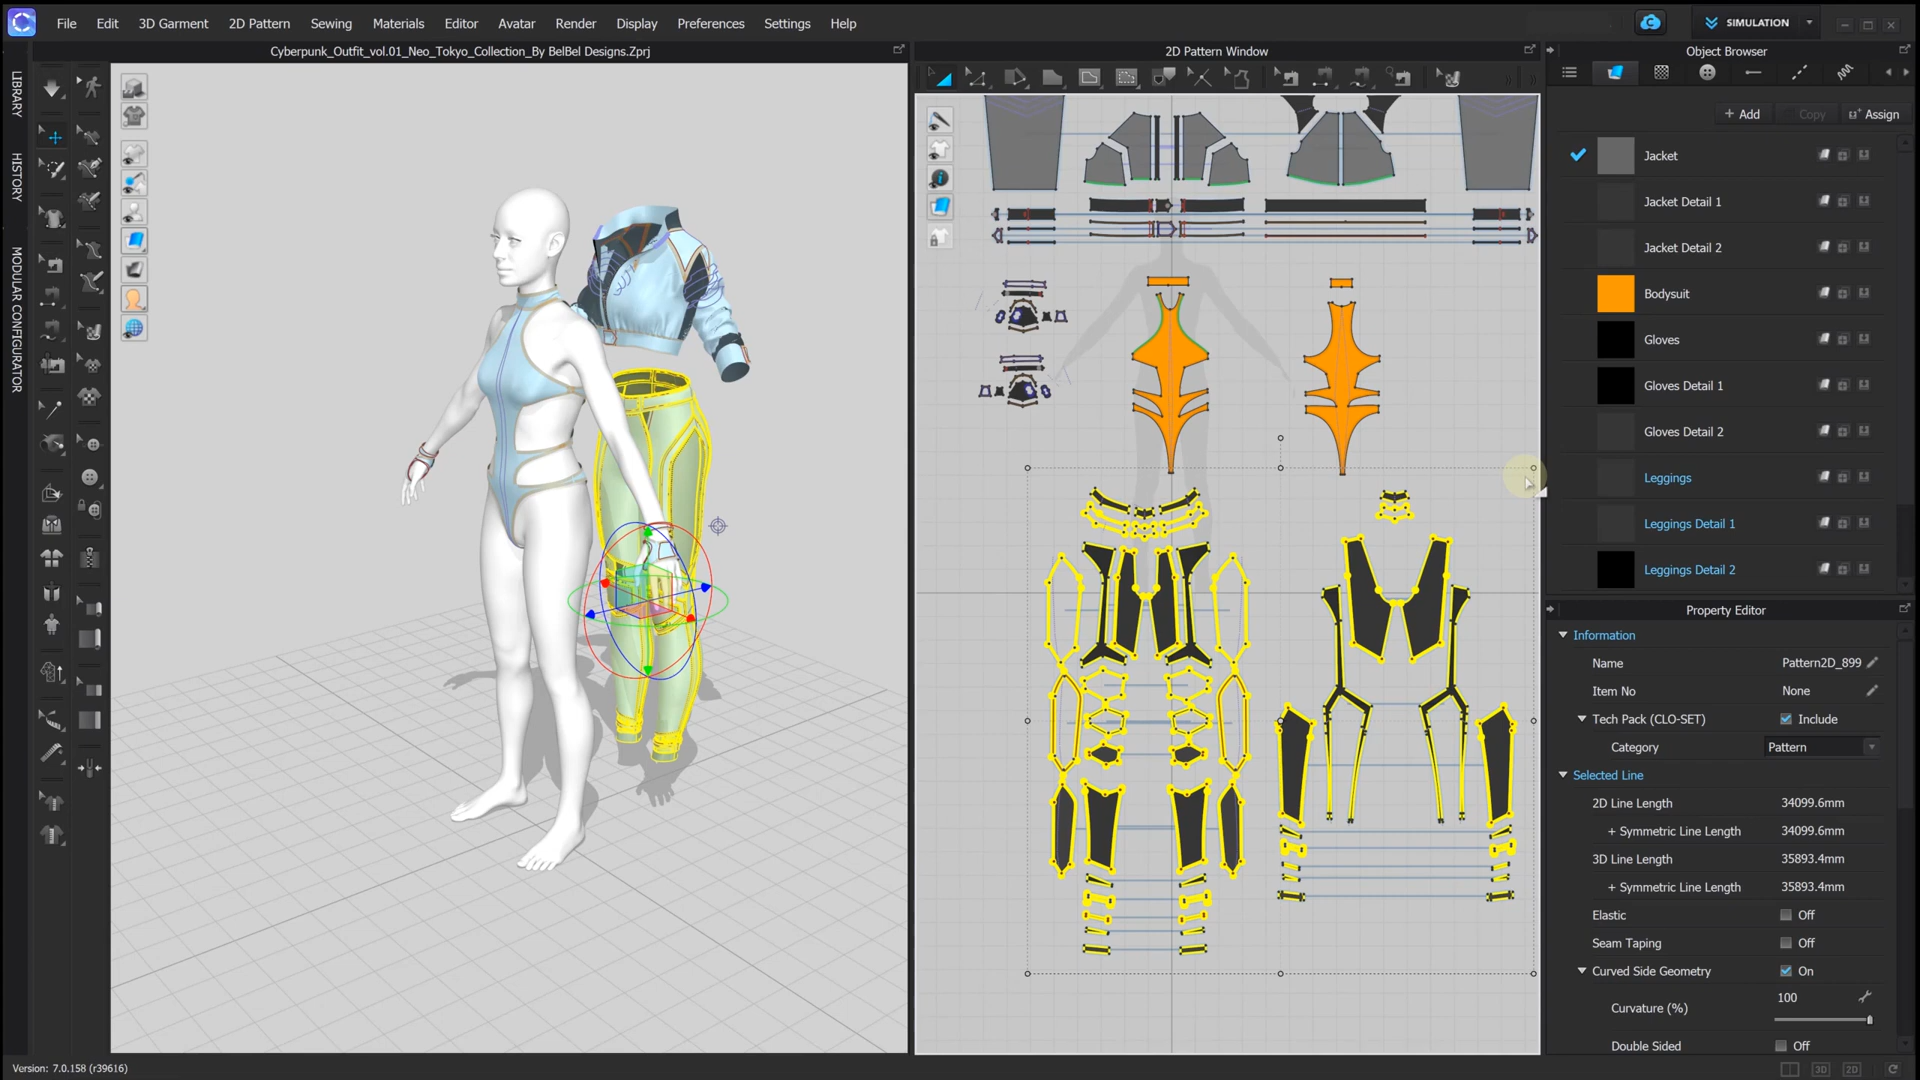 File Edit 3D Garment 2D Pattern Sewing Materials Editor Avatar Render Display Preferences Settings Help
SIMULATION
Cyberpunk_Outfit_vol.01_Neo_Tokyo_Collection_By BelBel Designs.Zprj
2D Pattern Window
Object Browser
LIBRARY
HISTORY
MODULAR CONFIGURATOR
+ Add Copy Assign
Jacket
Jacket Detail 1
Jacket Detail 2
Bodysuit
Gloves
Gloves Detail 1
Gloves Detail 2
Leggings
Leggings Detail 1
Leggings Detail 2
Property Editor
Information
Name Pattern2D_899
Item No None
Tech Pack (CLO-SET) Include
Category Pattern
Selected Line
2D Line Length 34099.6mm
+ Symmetric Line Length 34099.6mm
3D Line Length 35893.4mm
+ Symmetric Line Length 35893.4mm
Elastic Off
Seam Taping Off
Curved Side Geometry On
Curvature (%) 100
Double Sided Off
Version: 7.0.158 (r39616)
3D 2D